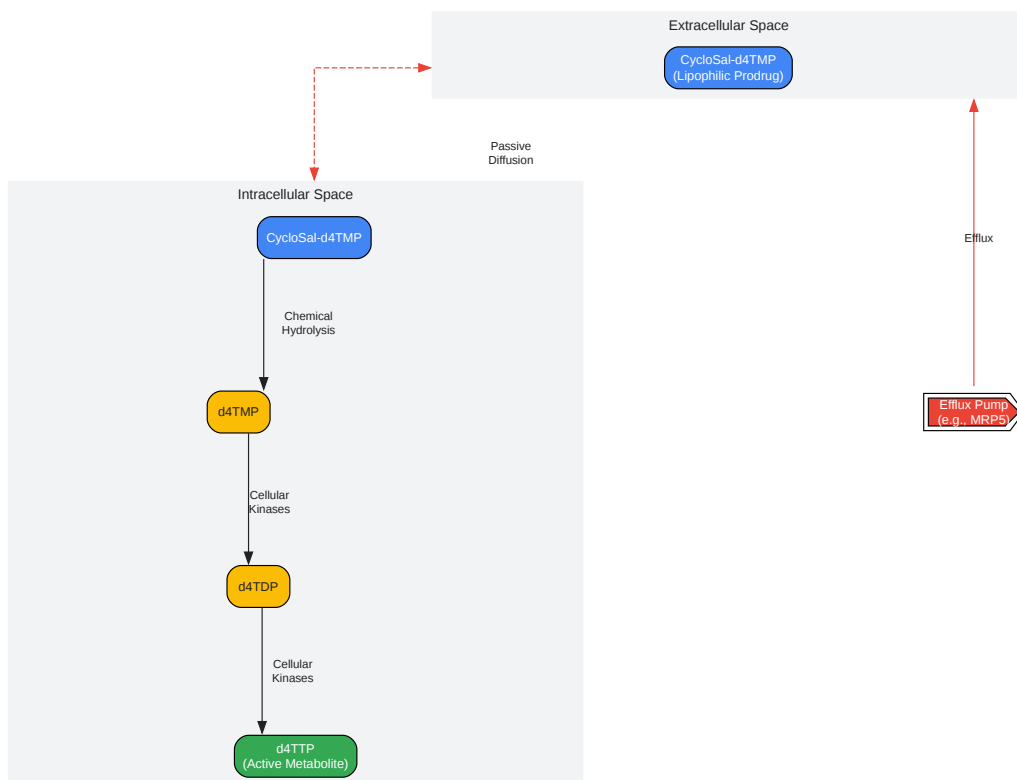 Extracellular Space
CycloSal-d4TMP
(Lipophilic Prodrug)
Passive
Diffusion
Intracellular Space
CycloSal-d4TMP
Efflux
Chemical
Hydrolysis
d4TMP
Efflux Pump
(e.g., MRP5)
Cellular
Kinases
d4TDP
Cellular
Kinases
d4TTP
(Active Metabolite)